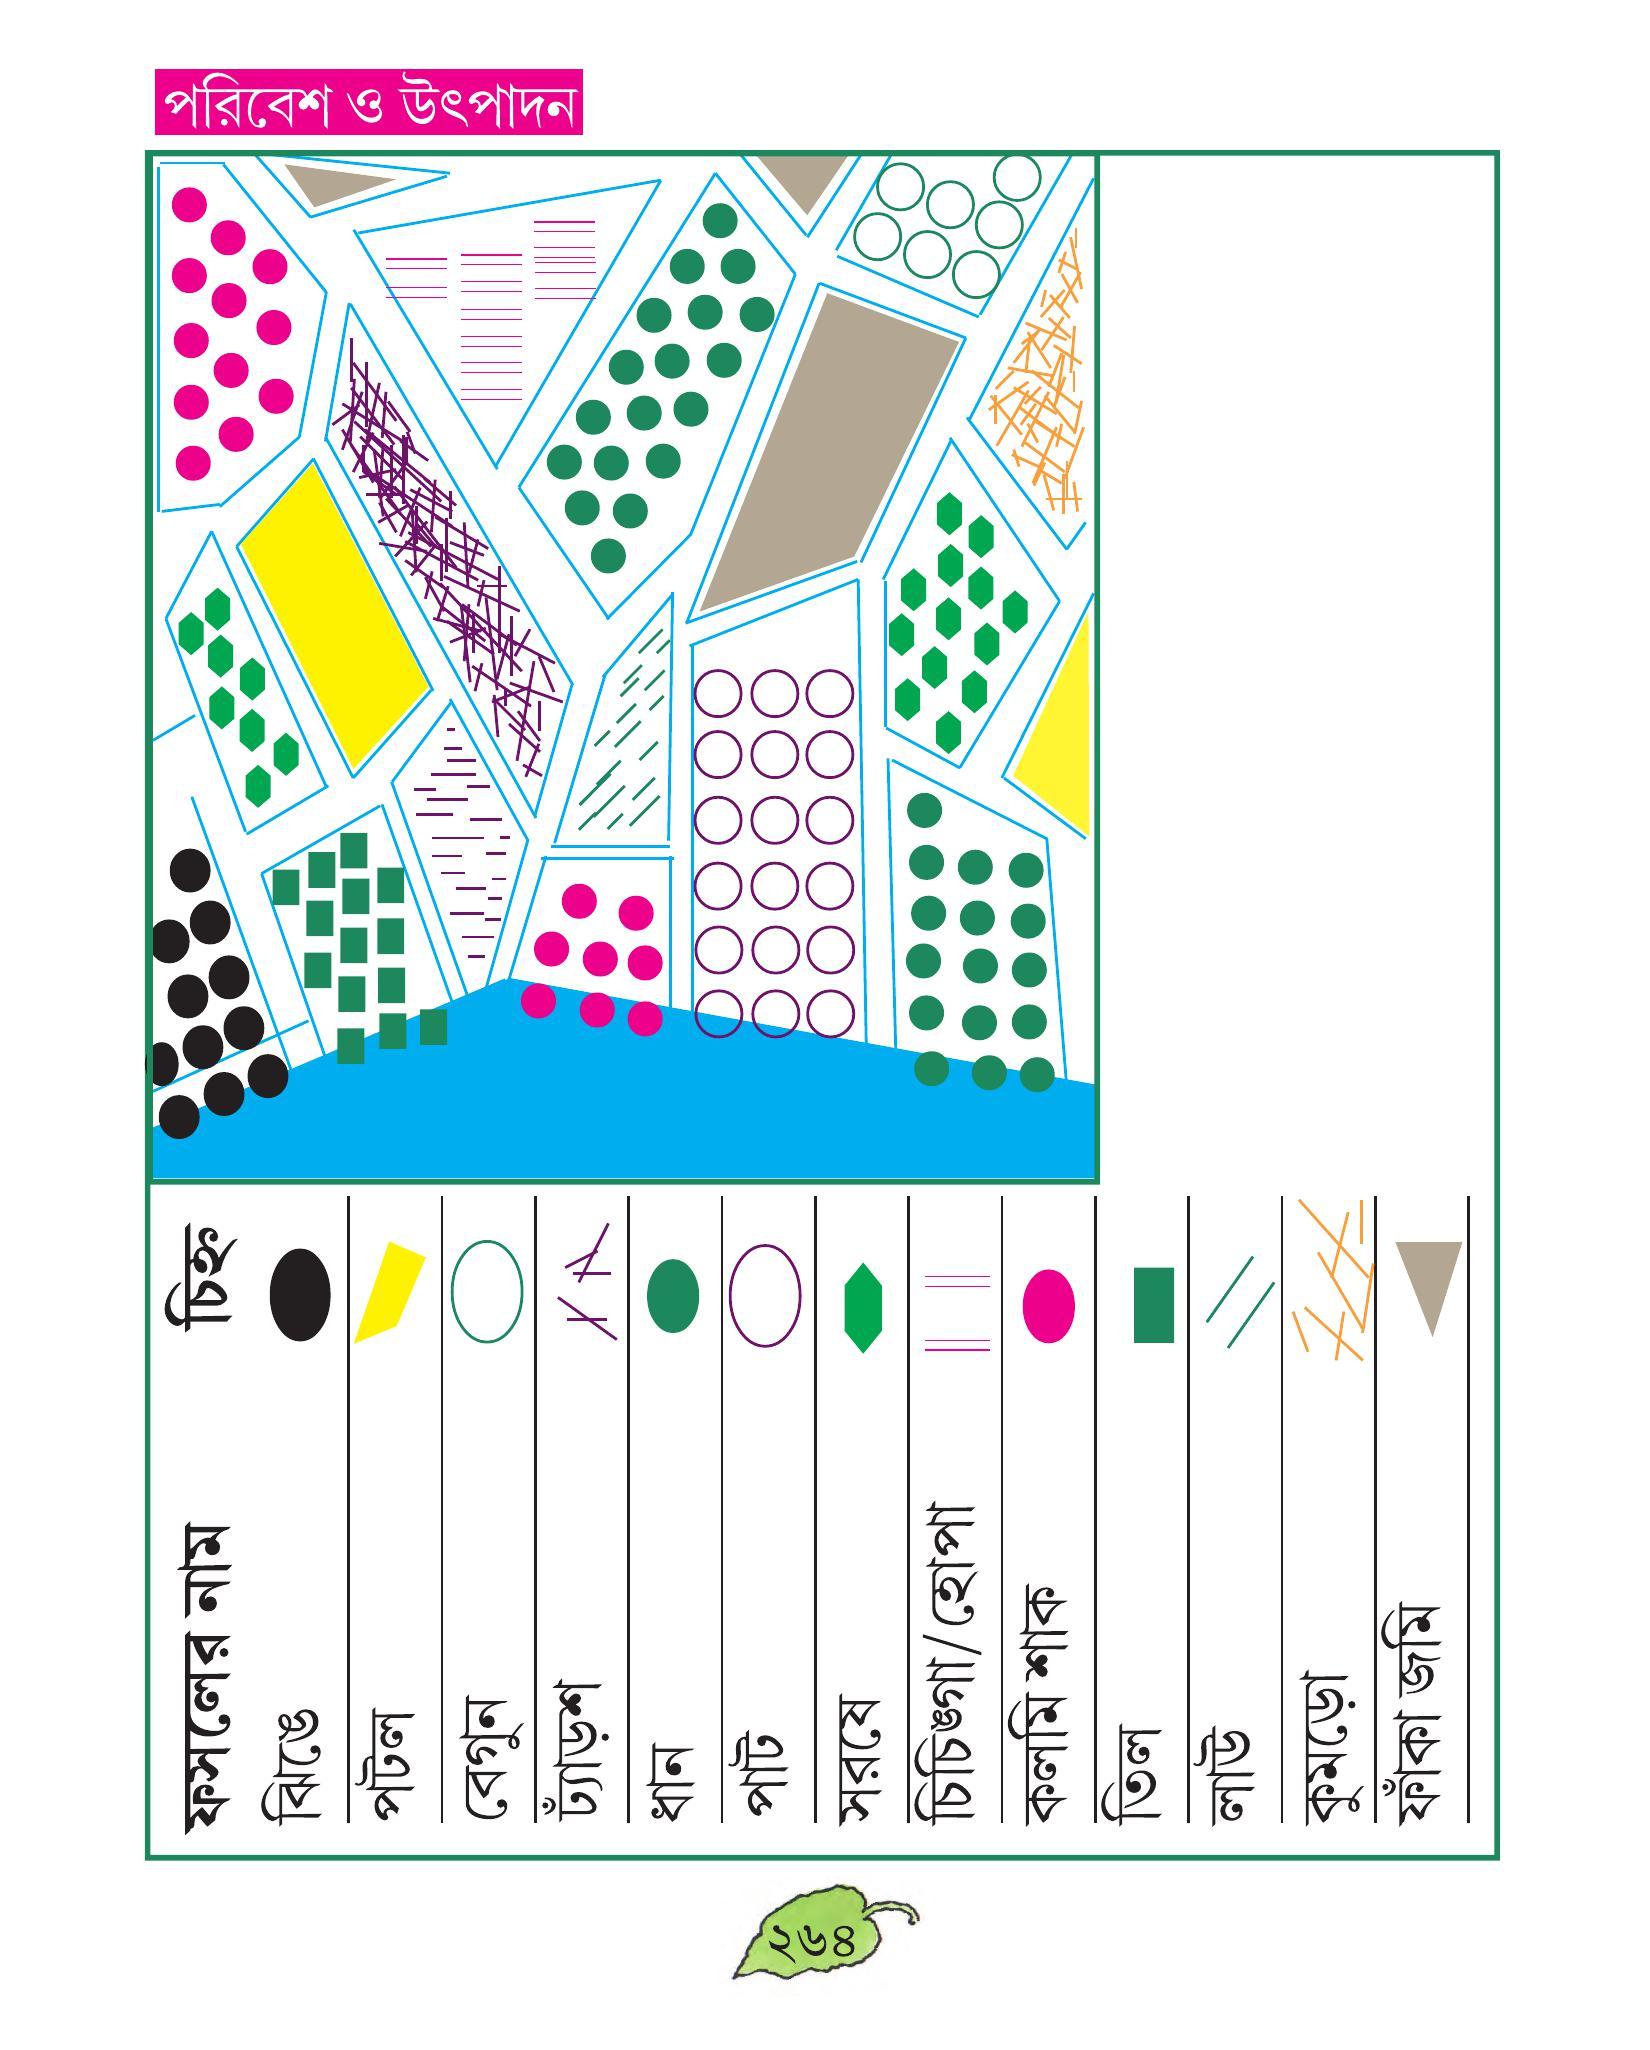 পরিবেশ ও উৎপাদন
ফসলের নাম চিহ্ন
ঝিঙে
পটল
বেগুন
ঢ্যাঁড়শ
ধান
পাট
সরষে
চিচিঙ্গা/হোপা
কলমি শাক
তিল
লাউ
কুমড়ো
ফাঁকা জমি
২৬৪